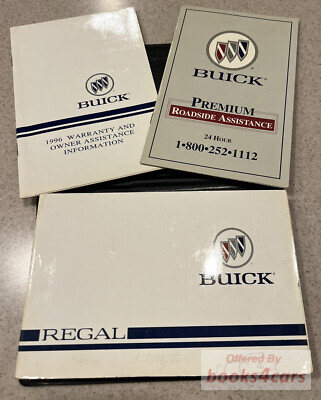 BUICK
1996 WARRANTY AND
OWNER ASSISTANCE
INFORMATION
BUICK
PREMIUM
ROADSIDE ASSISTANCE
24 HOUR
1•800•252•1112
BUICK
REGAL
Offered By
books4cars